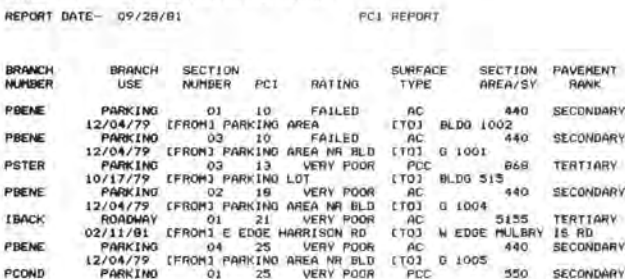 REPORT DATE- 09/28/81 PCI REPORT
BRANCH BRANCH SECTION SURFACE SECTION PAVEMENT
NUMBER USE NUMBER PCI RATING TYPE AREA/SY RANK
PBENE PARKING 01 10 FAILED AC 440 SECONDARY
12/04/79 [FROM] PARKING AREA [TO] BLDG 1002
PBENE PARKING 03 10 FAILED AC 440 SECONDARY
12/04/79 [FROM] PARKING AREA NR BLD [TO] G 1001
PSTER PARKING 03 13 VERY POOR PCC 868 TERTIARY
10/17/79 [FROM] PARKING LOT [TO] BLDG 515
PBENE PARKING 02 18 VERY POOR AC 440 SECONDARY
12/04/79 [FROM] PARKING AREA NR BLD [TO] G 1004
IBACK ROADWAY 01 21 VERY POOR AC 5155 TERTIARY
02/11/81 [FROM] E EDGE HARRISON RD [TO] W EDGE MULBRY IS RD
PBENE PARKING 04 25 VERY POOR AC 440 SECONDARY
12/04/79 [FROM] PARKING AREA NR BLD [TO] G 1005
PCOND PARKING 01 25 VERY POOR PCC 550 SECONDARY